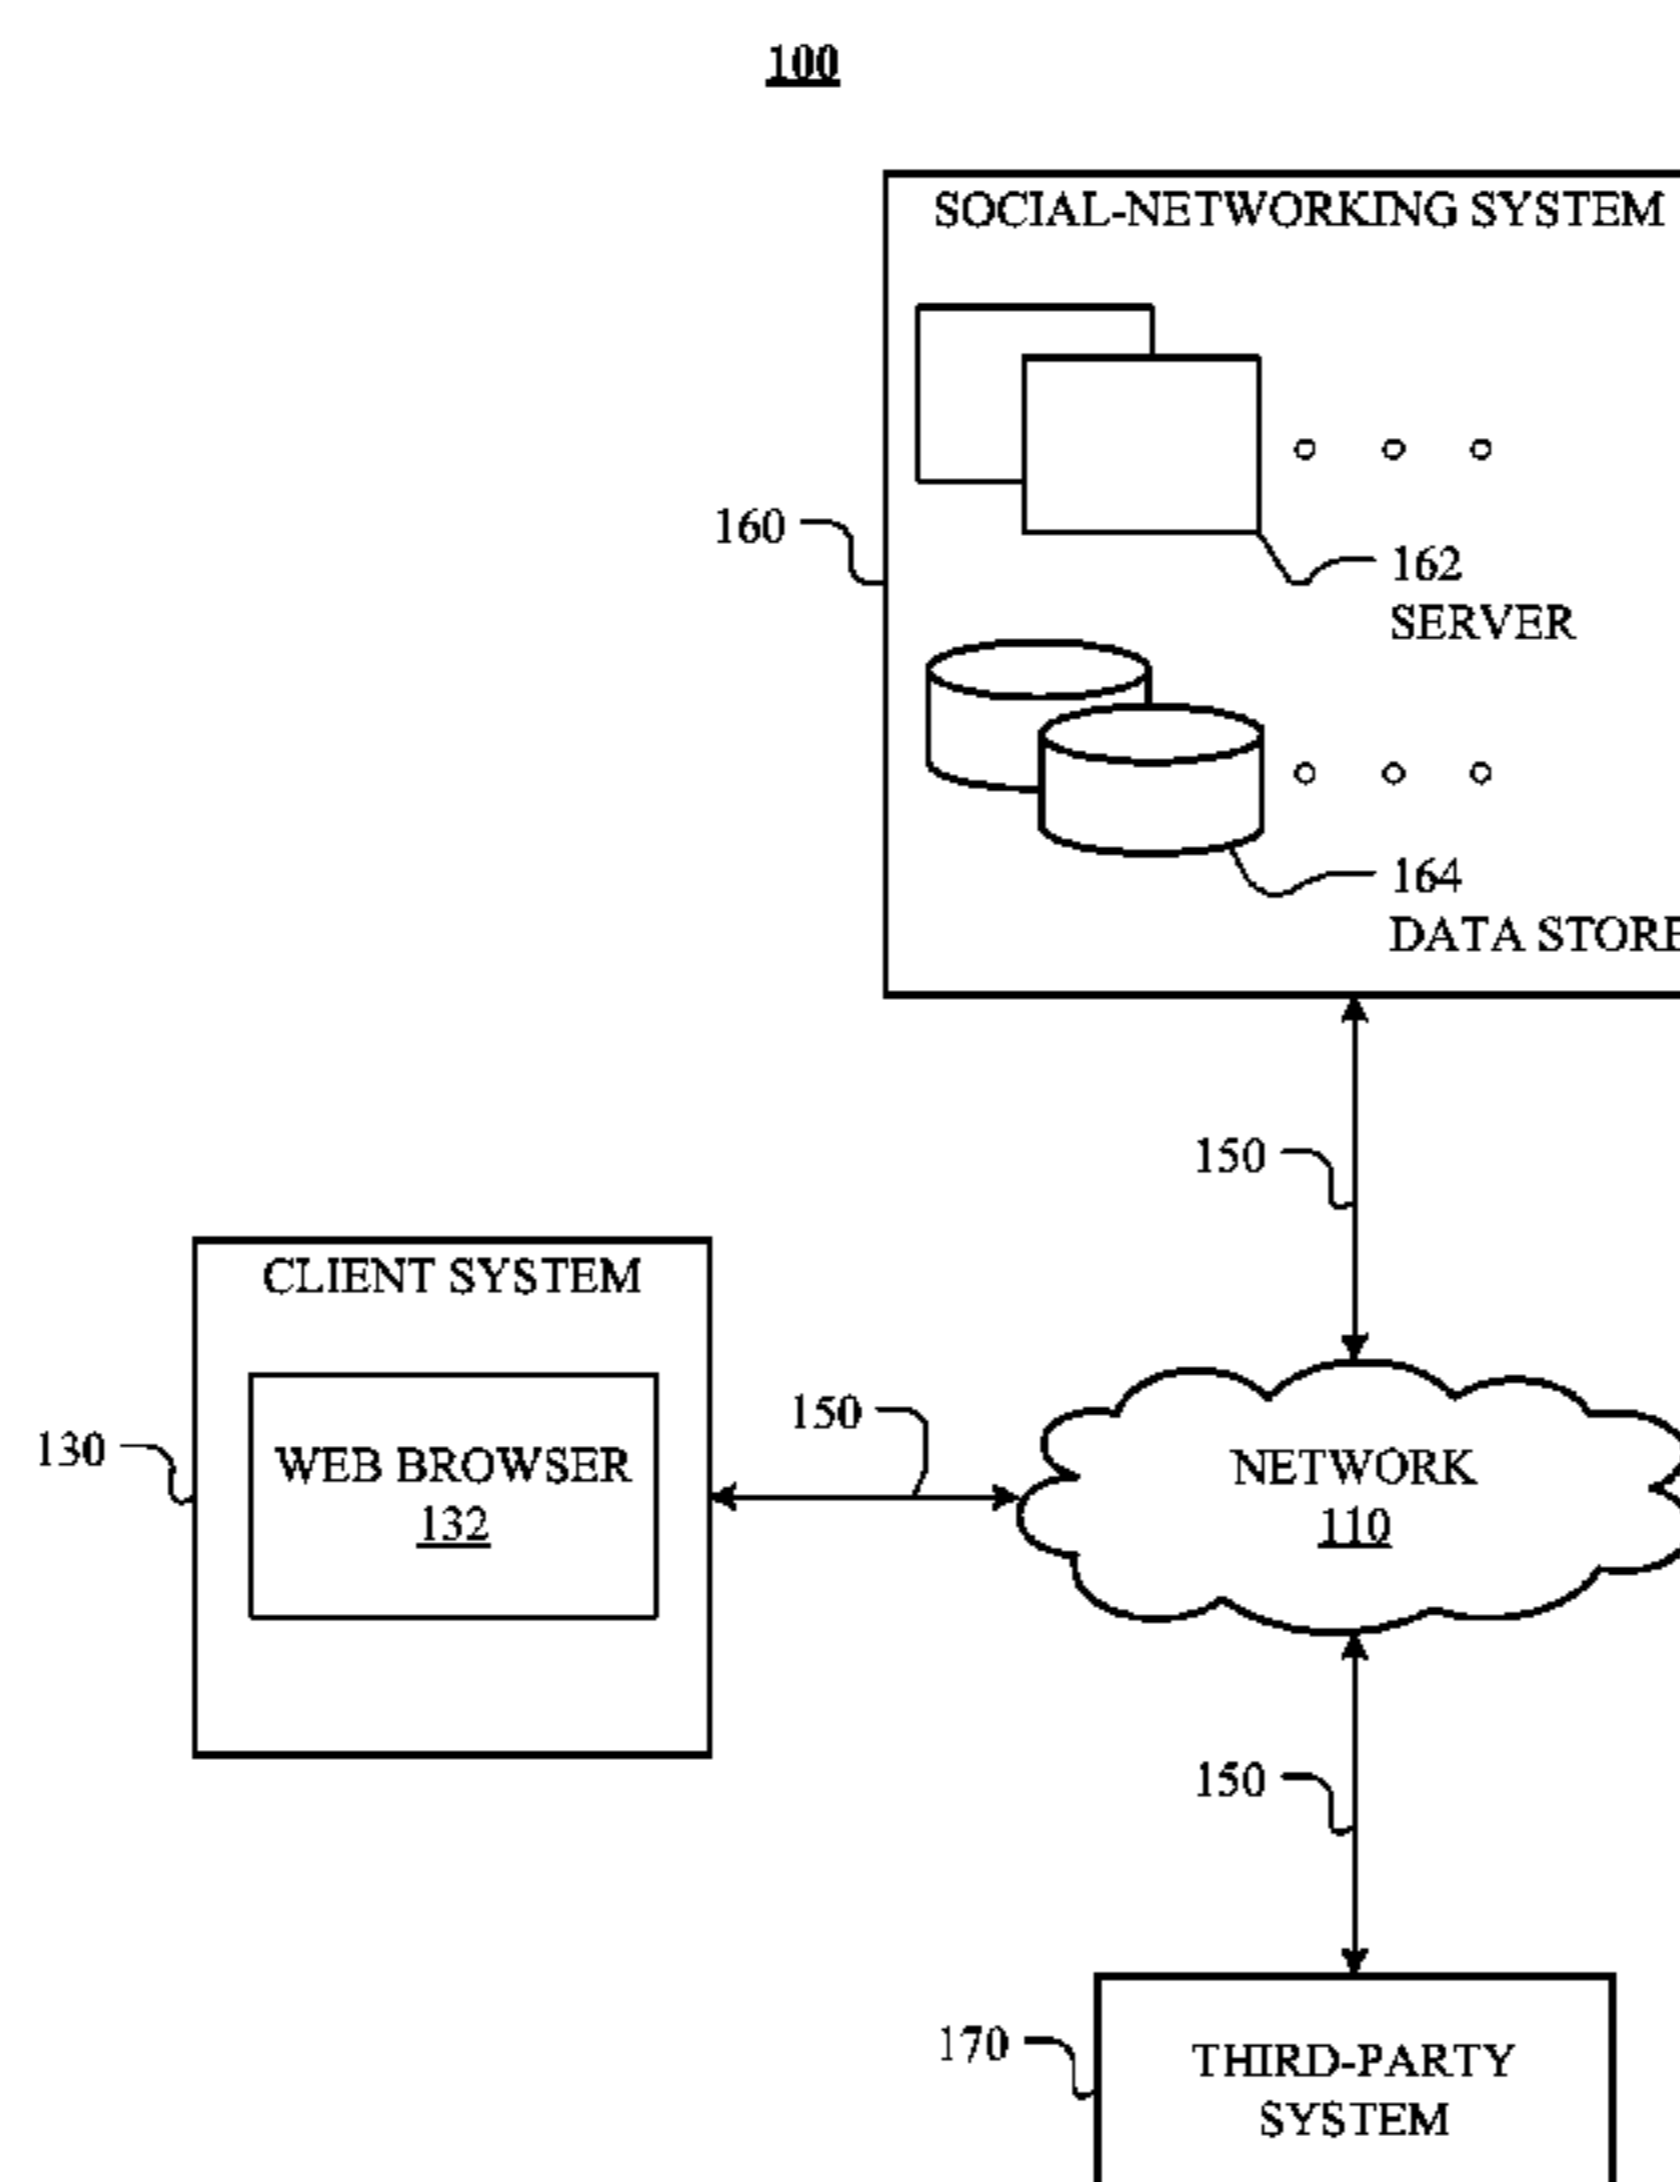 100
SOCIAL-NETWORKING SYSTEM
160
162
SERVER
164
DATA STORE
150
CLIENT SYSTEM
130
WEB BROWSER
132
150
NETWORK
110
150
170
THIRD-PARTY
SYSTEM